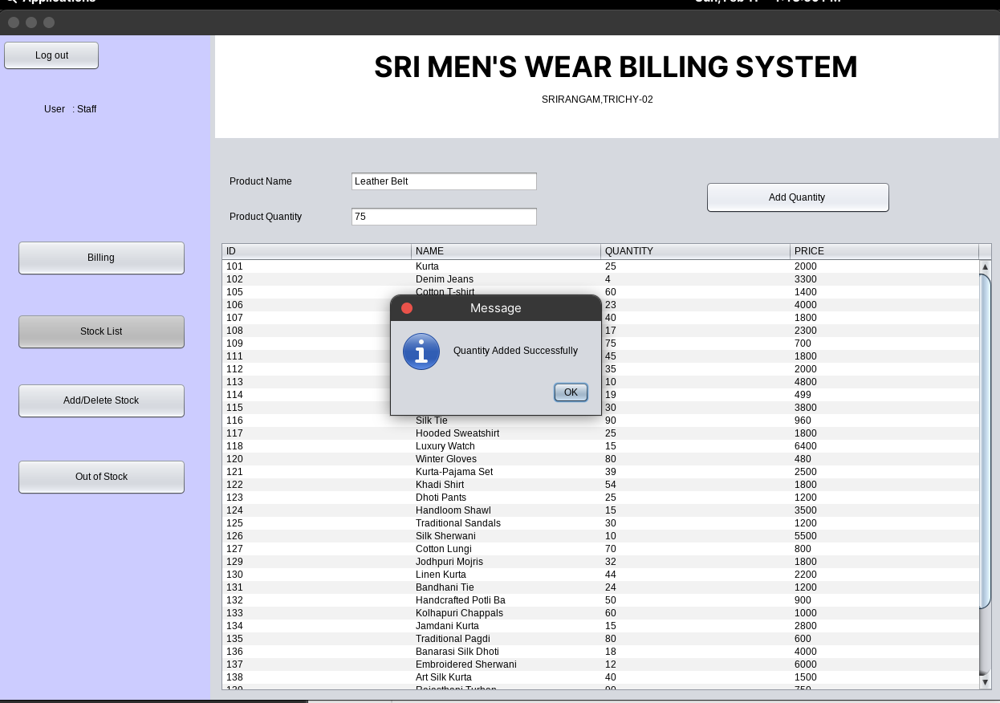 Applications
Log out
SRI MEN'S WEAR BILLING SYSTEM
SRIRANGAM,TRICHY-02
User : Staff
Product Name Leather Belt
Add Quantity
Product Quantity 75
Billing
Stock List
Add/Delete Stock
Out of Stock
ID NAME QUANTITY PRICE
101 Kurta 25 2000
102 Denim Jeans 4 3300
105 Cotton T-shirt 60 1400
106 23 4000
107 40 1800
108 17 2300
109 75 700
111 45 1800
112 35 2000
113 10 4800
114 19 499
115 30 3800
116 Silk Tie 90 960
117 Hooded Sweatshirt 25 1800
118 Luxury Watch 15 6400
120 Winter Gloves 80 480
121 Kurta-Pajama Set 39 2500
122 Khadi Shirt 54 1800
123 Dhoti Pants 25 1200
124 Handloom Shawl 15 3500
125 Traditional Sandals 30 1200
126 Silk Sherwani 10 5500
127 Cotton Lungi 70 800
129 Jodhpuri Mojris 32 1800
130 Linen Kurta 44 2200
131 Bandhani Tie 24 1200
132 Handcrafted Potli Ba 50 900
133 Kolhapuri Chappals 60 1000
134 Jamdani Kurta 15 2800
135 Traditional Pagdi 80 600
136 Banarasi Silk Dhoti 18 4000
137 Embroidered Sherwani 12 6000
138 Art Silk Kurta 40 1500
139 Rajasthani Turban 90 750
Message
Quantity Added Successfully
OK